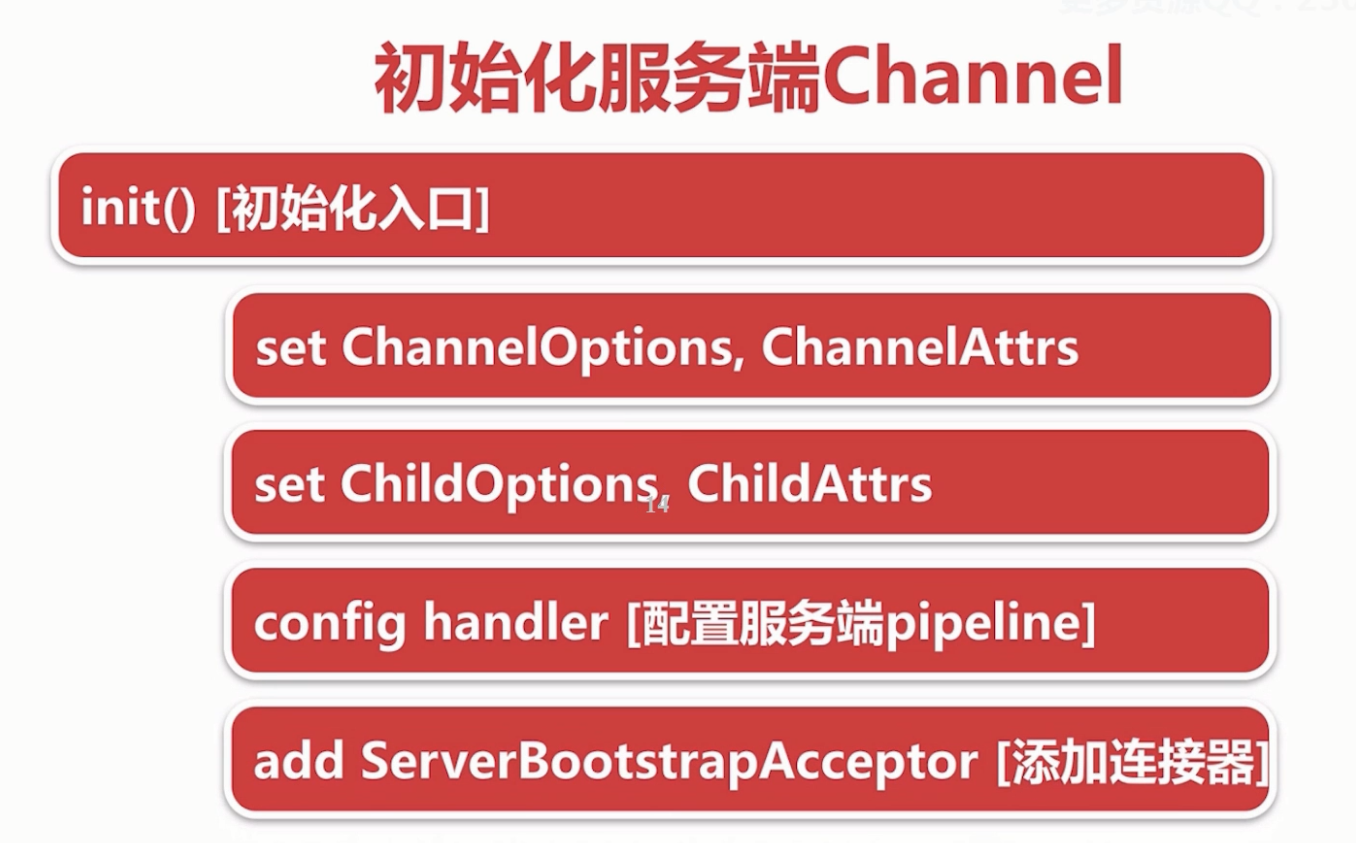 初始化服务端Channel
init() [初始化入口]
set ChannelOptions, ChannelAttrs
set ChildOptions, ChildAttrs
14
config handler [配置服务端pipeline]
add ServerBootstrapAcceptor [添加连接器]